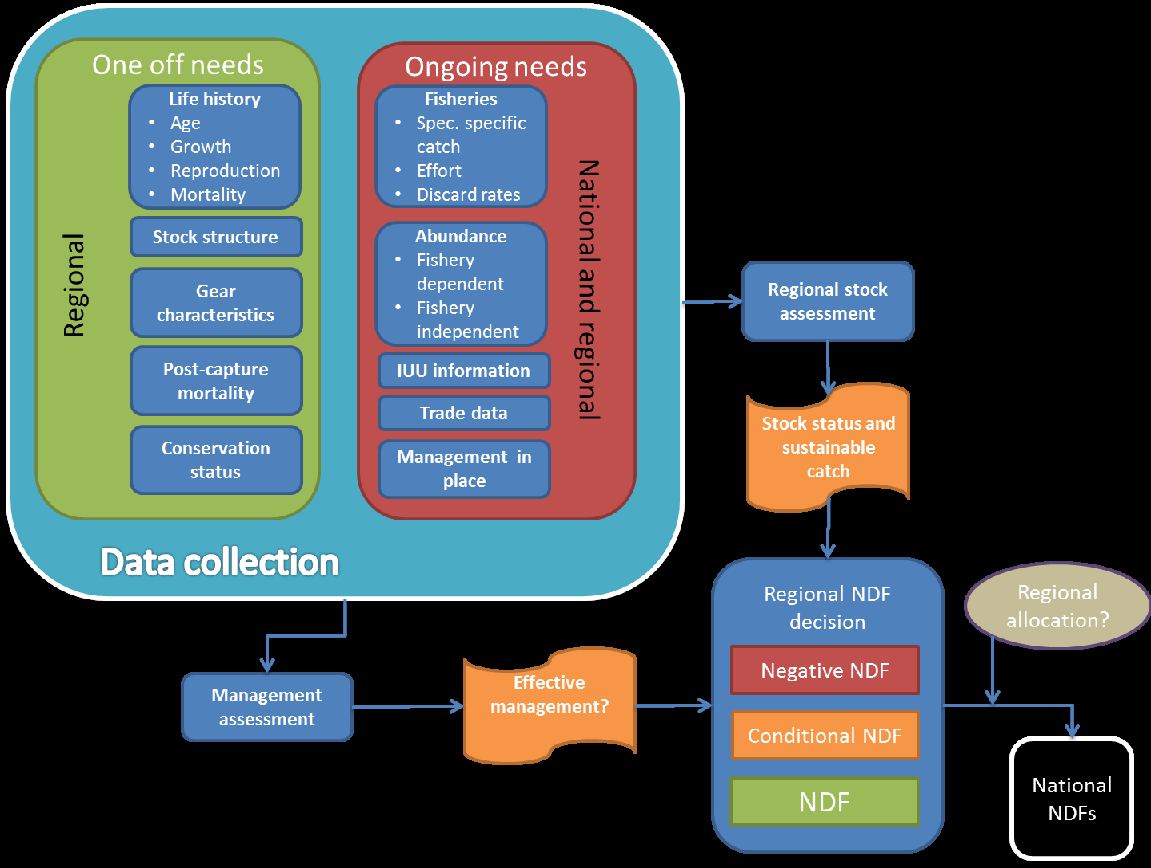 One off needs
Regional
Life history
• Age
• Growth
• Reproduction
• Mortality
Stock structure
Gear
characteristics
Post-capture
mortality
Conservation
status
Ongoing needs
National and regional
Fisheries
• Spec. specific
catch
• Effort
• Discard rates
Abundance
• Fishery
dependent
• Fishery
independent
IUU information
Trade data
Management in
place
Data collection
Regional stock
assessment
Stock status and
sustainable
catch
Management
assessment
Effective
management?
Regional NDF
decision
Negative NDF
Conditional NDF
NDF
Regional
allocation?
National
NDFs